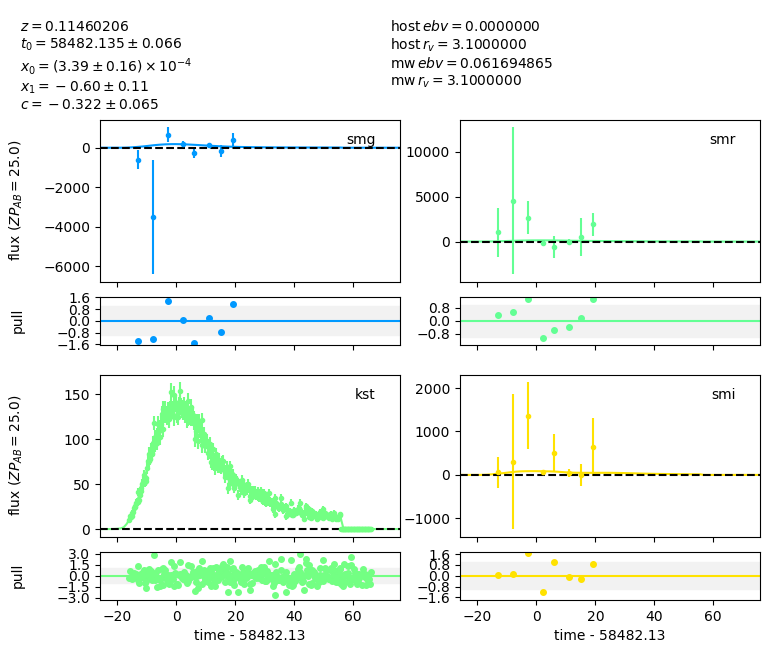 z = 0.11460206
t₀ = 58482.135 ± 0.066
x₀ = (3.39 ± 0.16) × 10⁻⁴
x₁ = −0.60 ± 0.11
c = −0.322 ± 0.065
host ebv = 0.0000000
host r_v = 3.1000000
mw ebv = 0.061694865
mw r_v = 3.1000000
smg
flux (ZP_AB = 25.0)
0
−2000
−4000
−6000
smr
10000
5000
0
pull
1.6
0.8
0.0
−0.8
−1.6
0.8
0.0
−0.8
kst
flux (ZP_AB = 25.0)
150
100
50
0
smi
2000
1000
0
−1000
pull
3.0
1.5
0.0
−1.5
−3.0
1.6
0.8
0.0
−0.8
−1.6
−20 0 20 40 60
−20 0 20 40 60
time - 58482.13
time - 58482.13